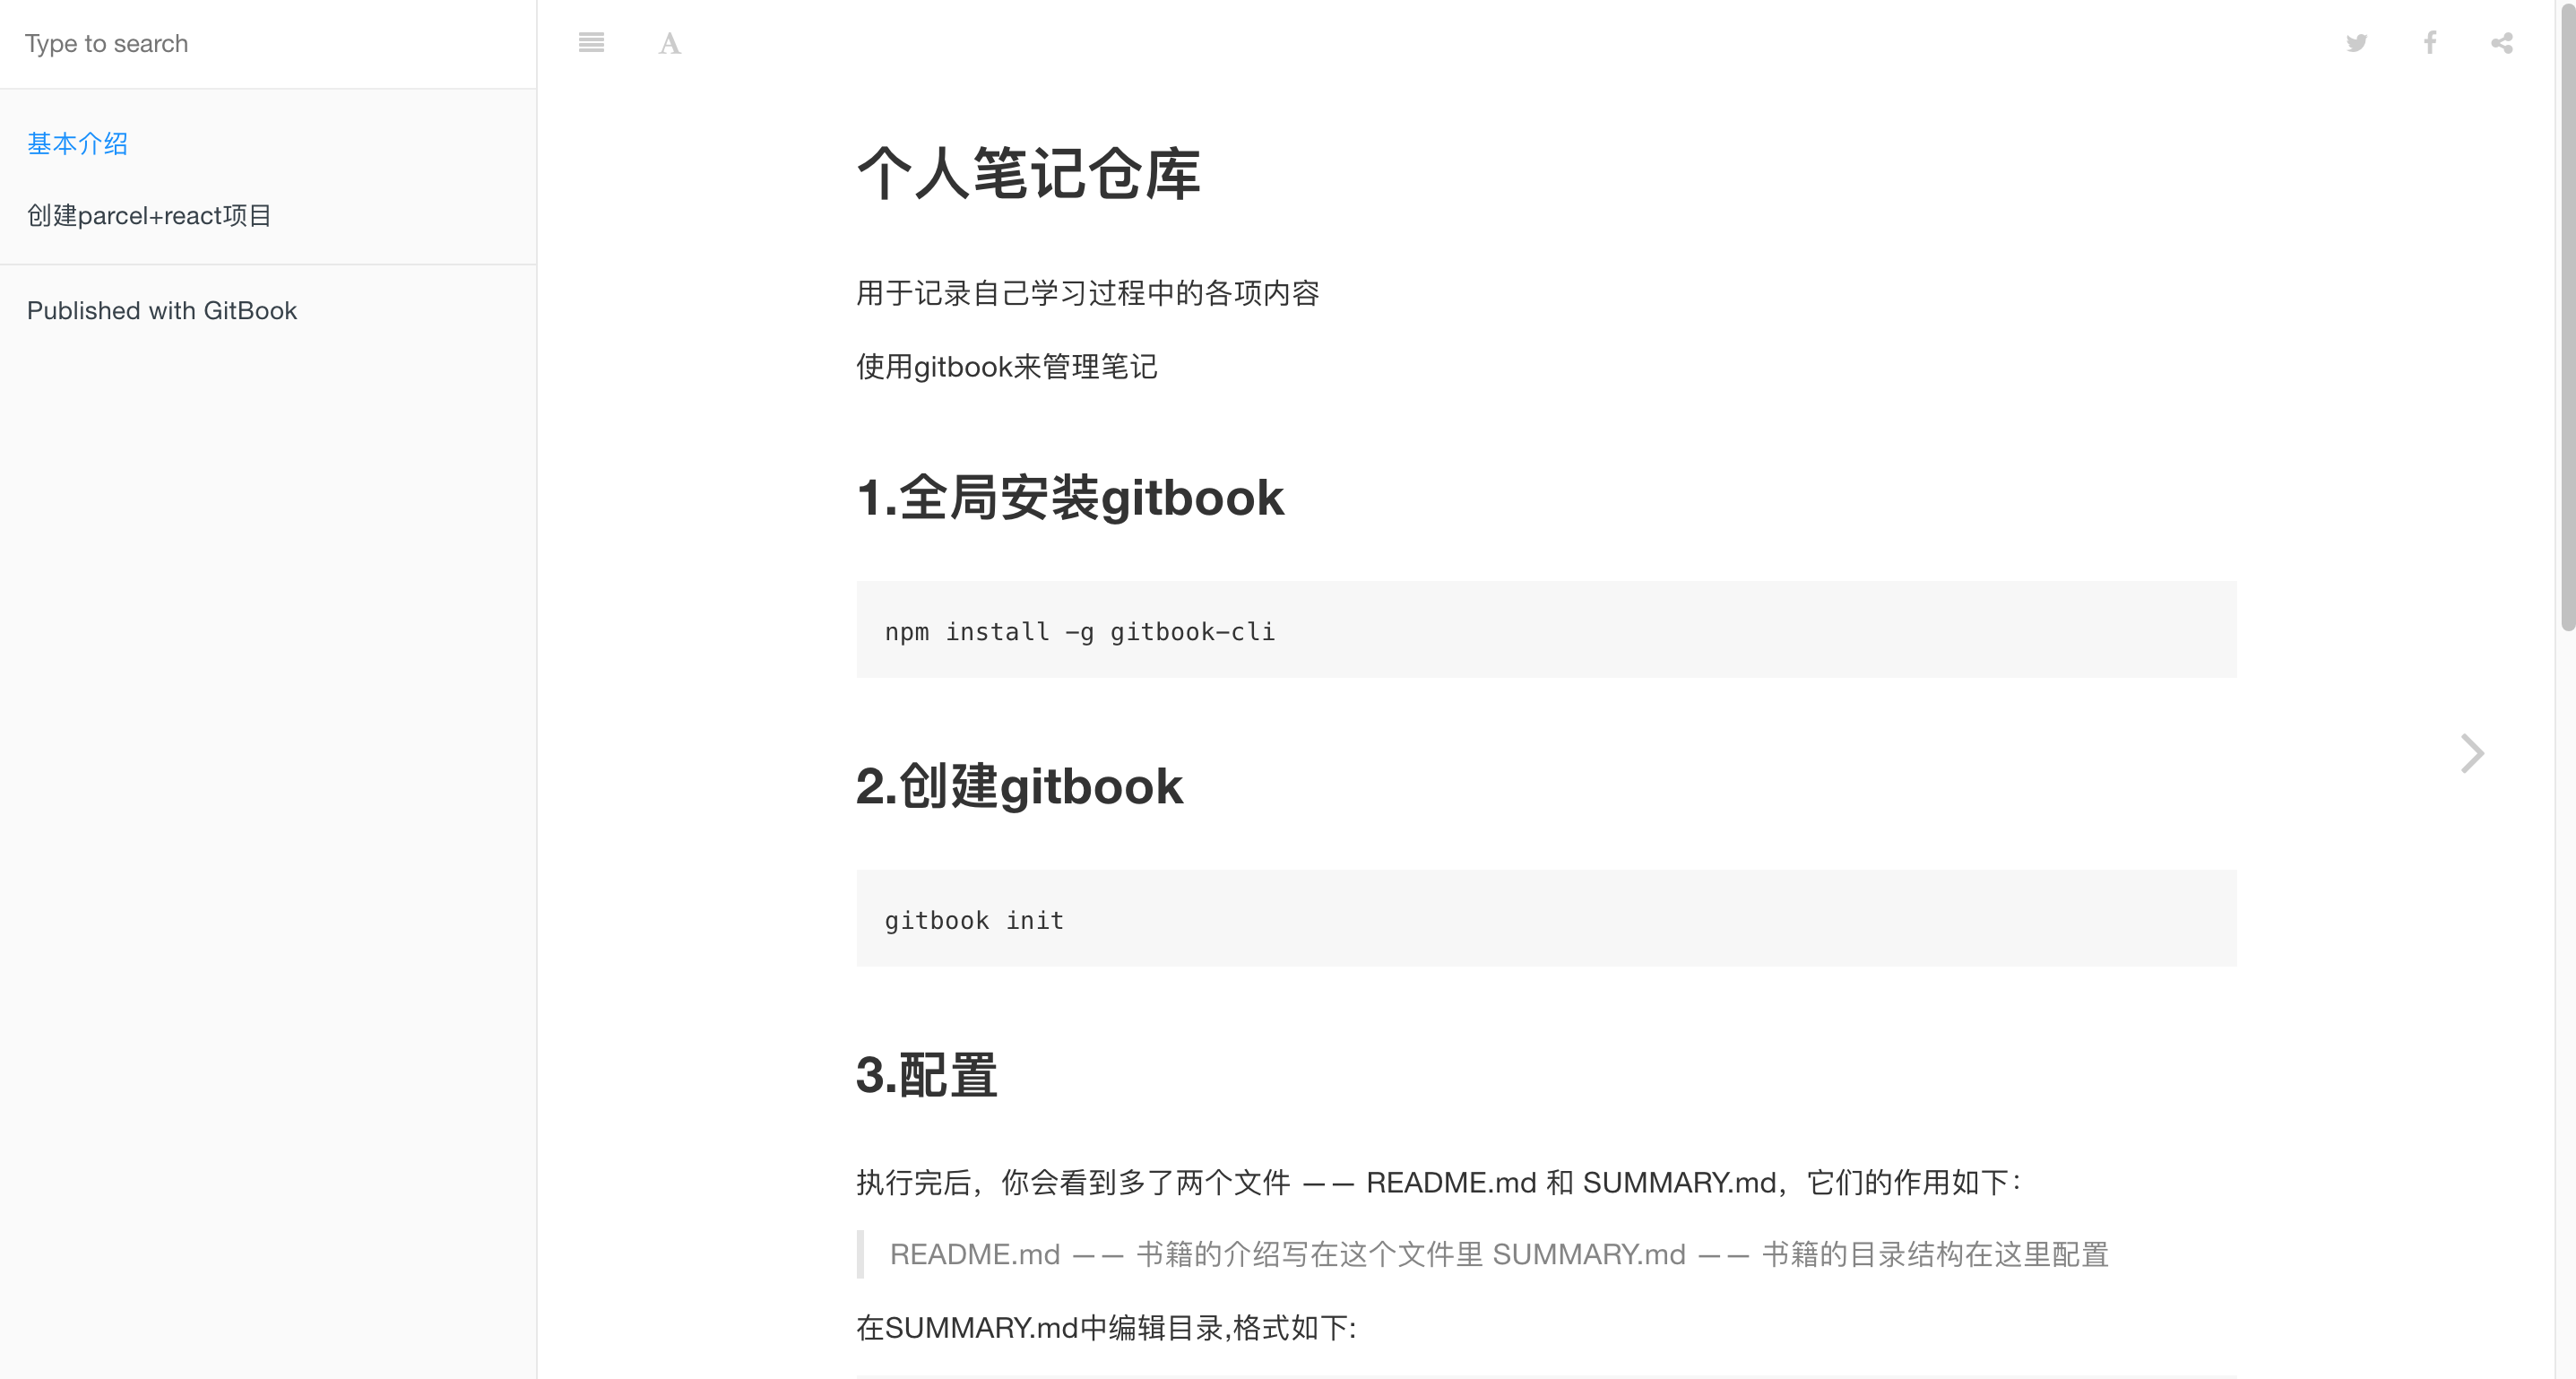 Type to search
基本介绍
创建parcel+react项目
Published with GitBook
A
个人笔记仓库
用于记录自己学习过程中的各项内容
使用gitbook来管理笔记
1.全局安装gitbook
npm install -g gitbook-cli
2.创建gitbook
gitbook init
3.配置
执行完后，你会看到多了两个文件 —— README.md 和 SUMMARY.md，它们的作用如下：
README.md —— 书籍的介绍写在这个文件里 SUMMARY.md —— 书籍的目录结构在这里配置
在SUMMARY.md中编辑目录,格式如下: